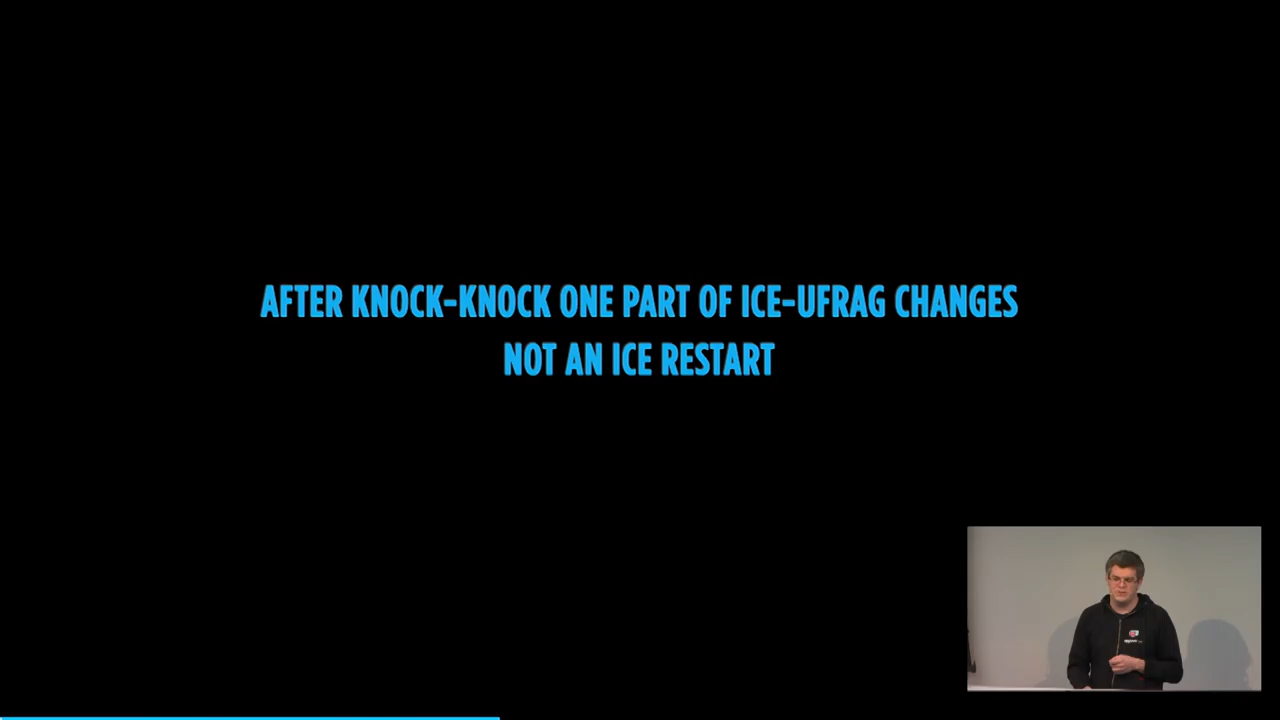 AFTER KNOCK-KNOCK ONE PART OF ICE-UFRAG CHANGES
NOT AN ICE RESTART